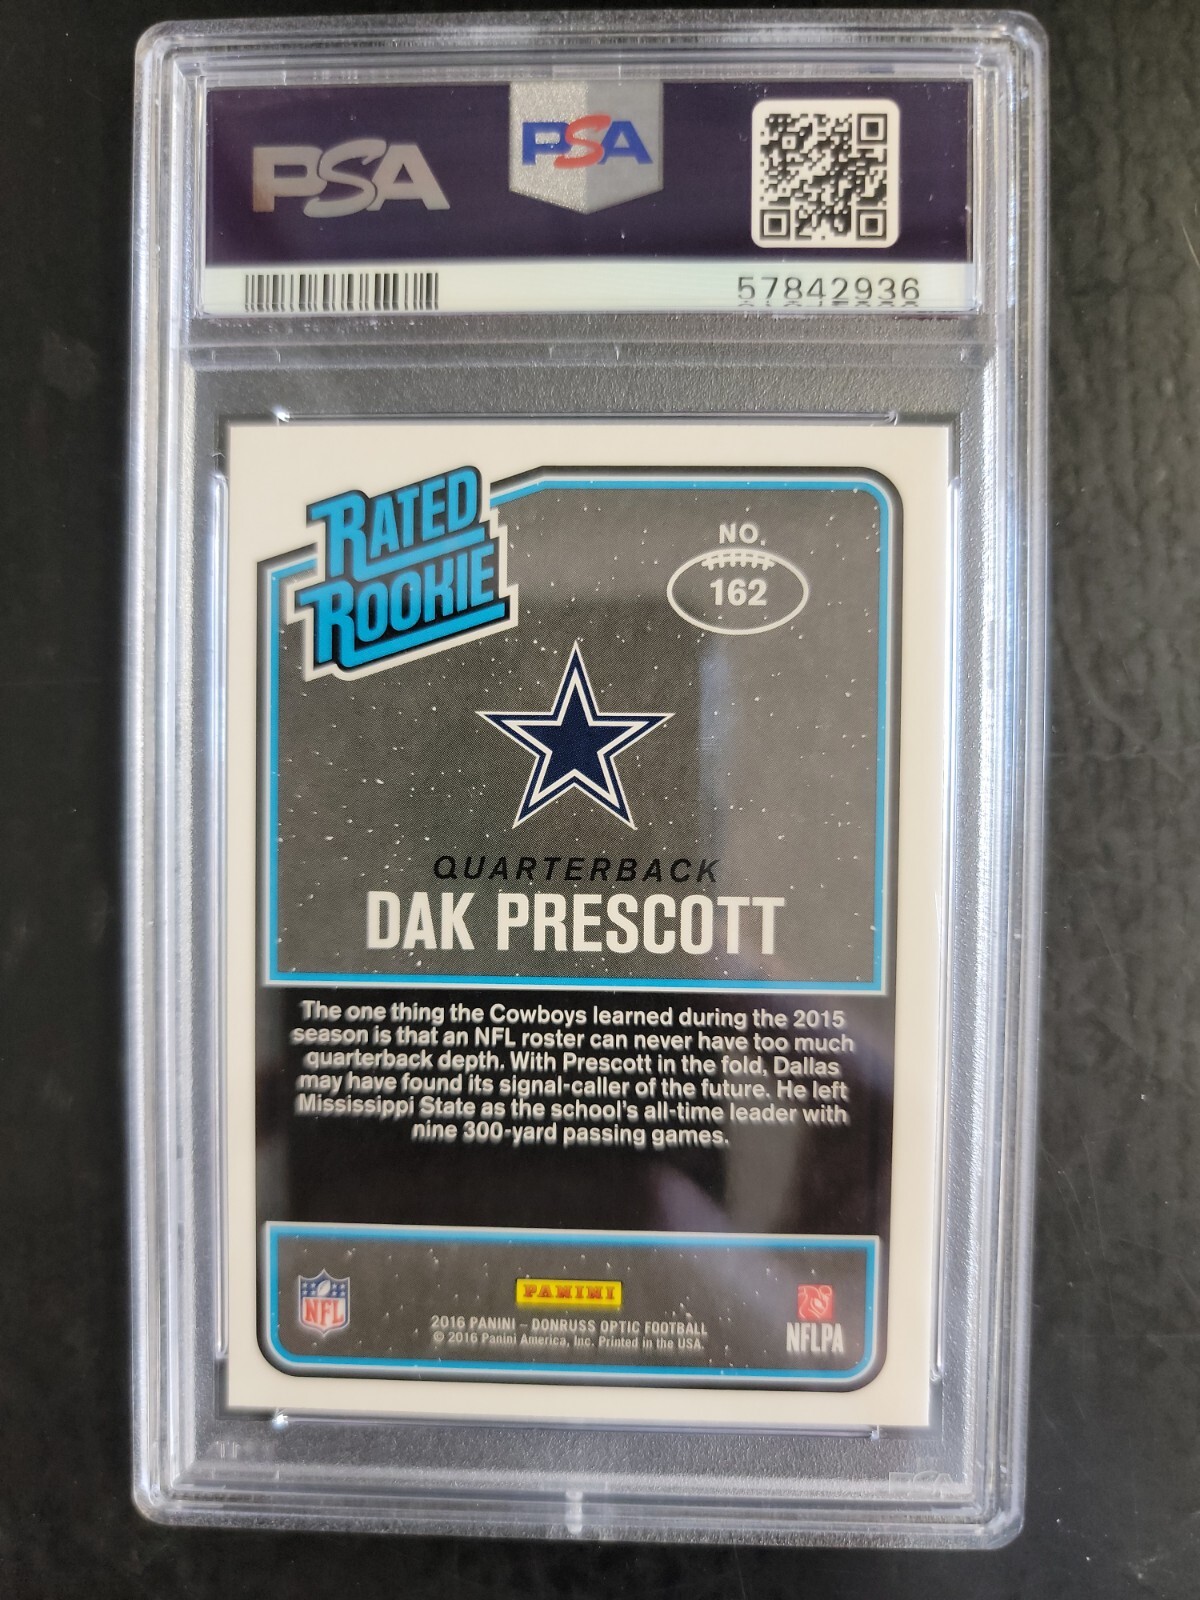 PSA
PSA
57842936
RATED
ROOKIE
NO.
162
QUARTERBACK
DAK PRESCOTT
The one thing the Cowboys learned during the 2015
season is that an NFL roster can never have too much
quarterback depth. With Prescott in the fold, Dallas
may have found its signal-caller of the future. He left
Mississippi State as the school's all-time leader with
nine 300-yard passing games.
NFL
PANINI
2016 PANINI – DONRUSS OPTIC FOOTBALL
© 2016 Panini America, Inc. Printed in the USA.
NFLPA
PSA